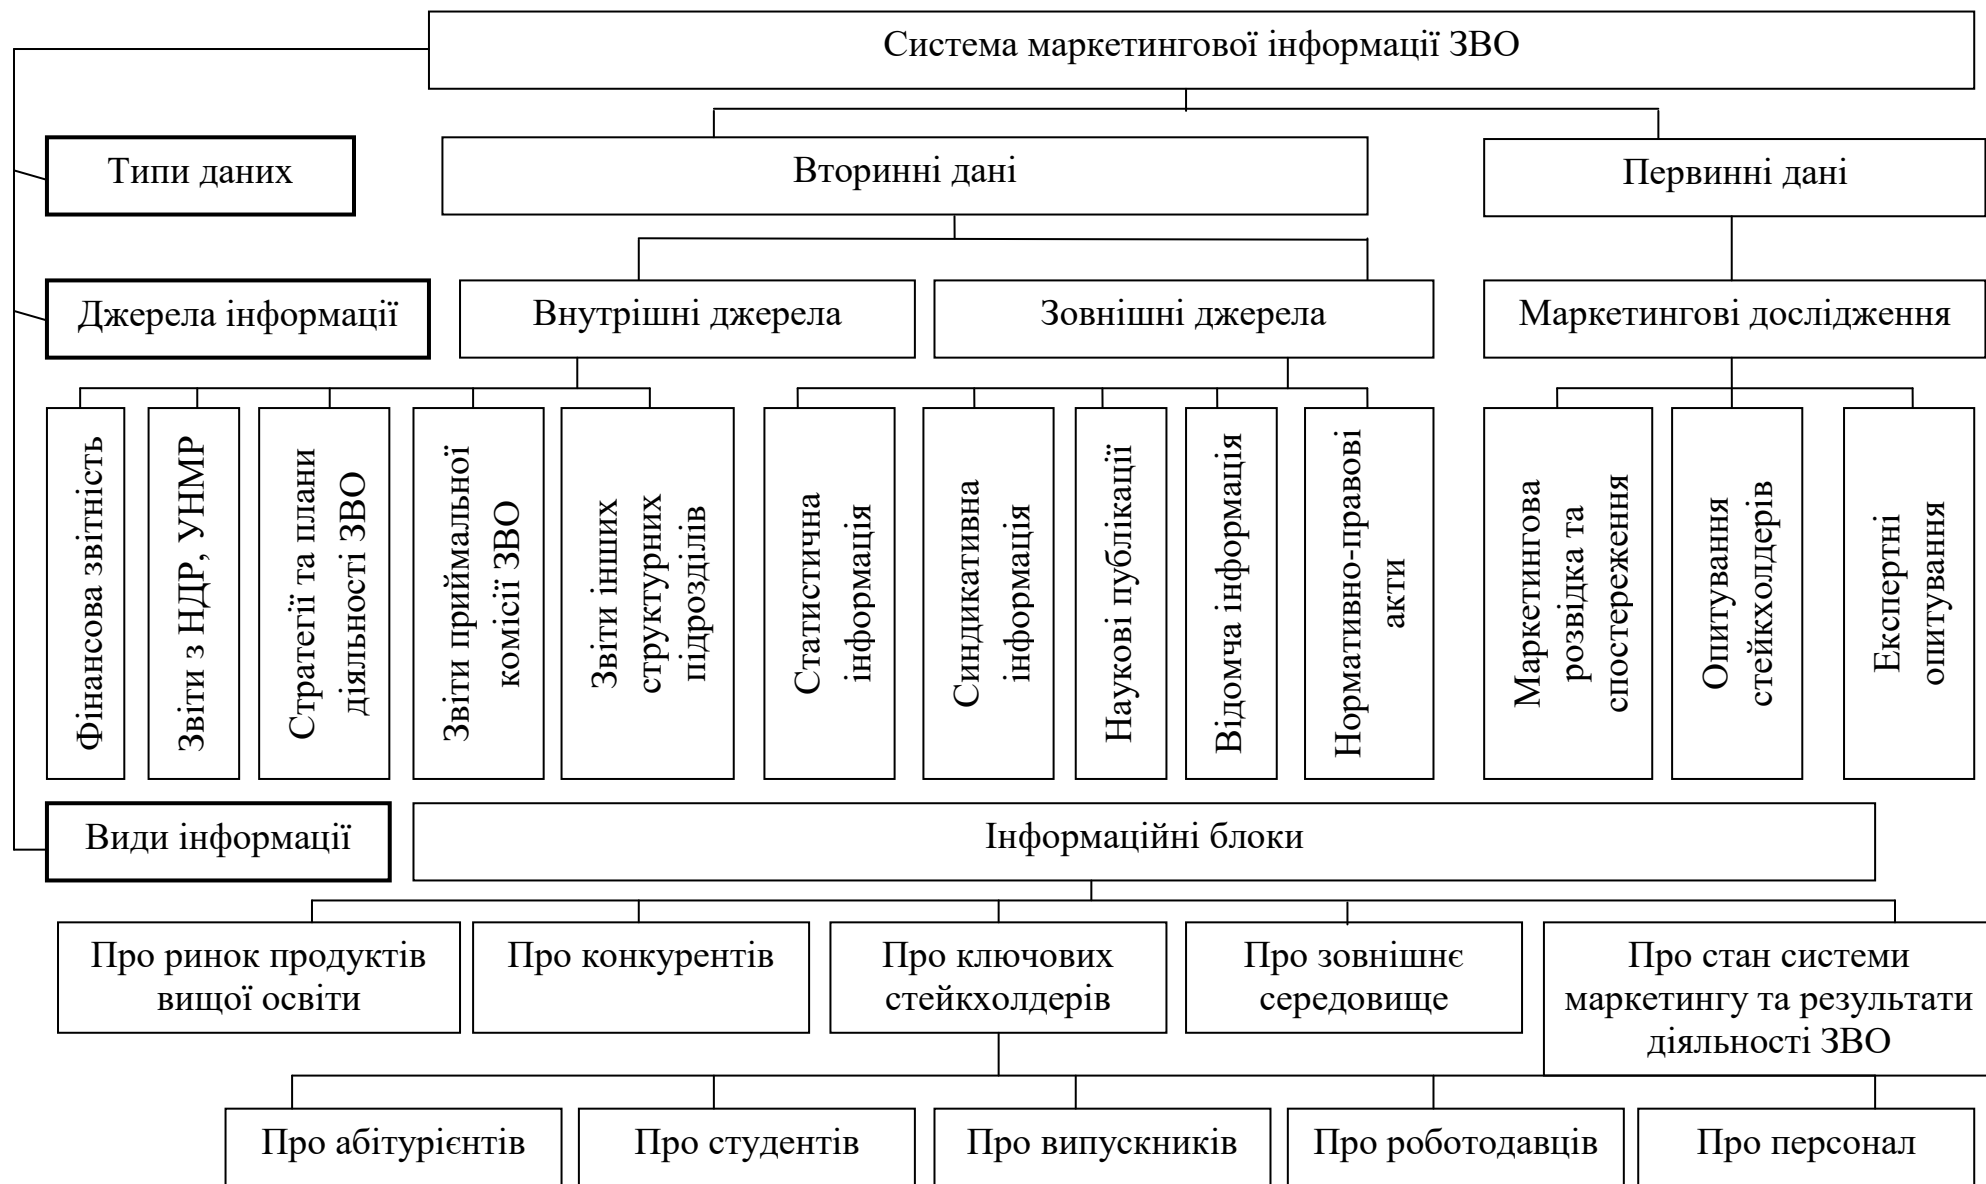 Система маркетингової інформації ЗВО
Типи даних
Вторинні дані
Первинні дані
Джерела інформації
Внутрішні джерела
Зовнішні джерела
Маркетингові дослідження
Фінансова звітність
Звіти з НДР, УНМР
Стратегії та плани
діяльності ЗВО
Звіти приймальної
комісії ЗВО
Звіти інших
структурних
підрозділів
Статистична
інформація
Синдикативна
інформація
Наукові публікації
Відомча інформація
Нормативно-правові
акти
Маркетингова
розвідка та
спостереження
Опитування
стейкхолдерів
Експертні
опитування
Види інформації
Інформаційні блоки
Про ринок продуктів
вищої освіти
Про конкурентів
Про ключових
стейкхолдерів
Про зовнішнє
середовище
Про стан системи
маркетингу та результати
діяльності ЗВО
Про абітурієнтів
Про студентів
Про випускників
Про роботодавців
Про персонал